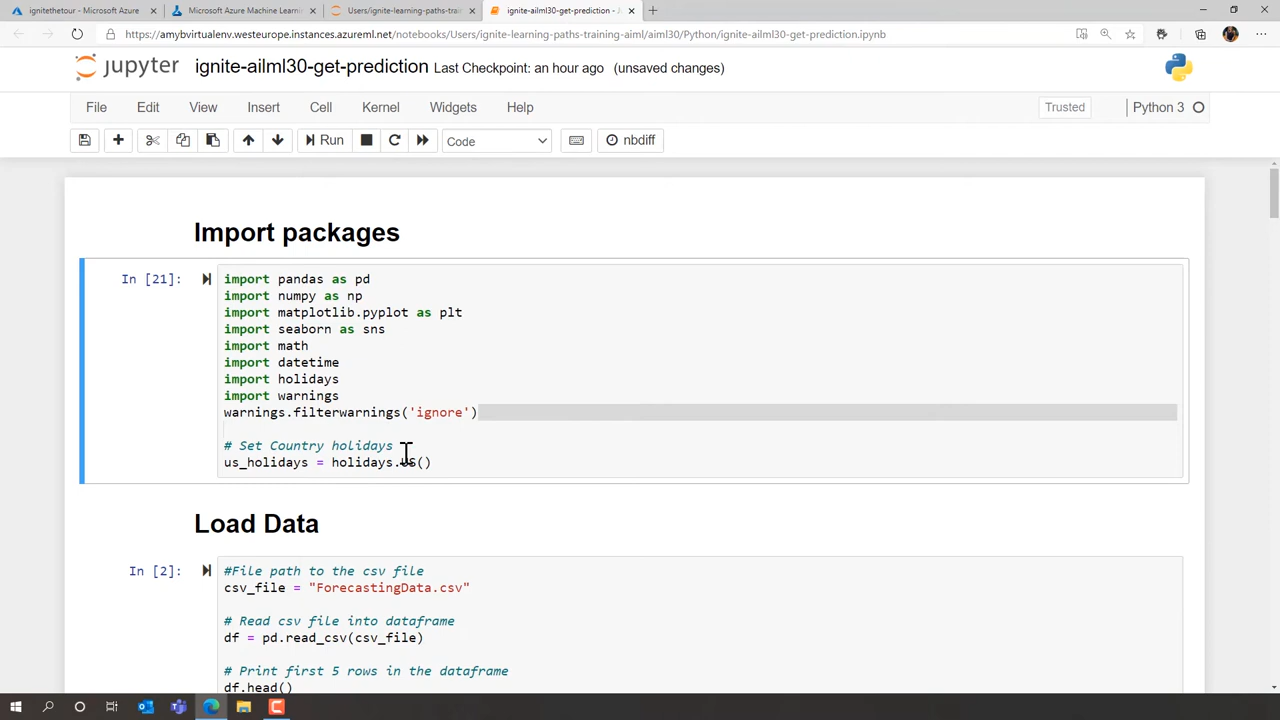 ignitethetour - Microsoft Azure
Microsoft Azure Machine Learni
Users/ignite-learning-paths-trai
ignite-ailml30-get-prediction - J
https://amybvirtualenv.westeurope.instances.azureml.net/notebooks/Users/ignite-learning-paths-training-aiml/aiml30/Python/ignite-ailml30-get-prediction.ipynb
jupyter ignite-ailml30-get-prediction Last Checkpoint: an hour ago (unsaved changes)
File Edit View Insert Cell Kernel Widgets Help Trusted Python 3
Run Code nbdiff
Import packages
In [21]:
import pandas as pd
import numpy as np
import matplotlib.pyplot as plt
import seaborn as sns
import math
import datetime
import holidays
import warnings
warnings.filterwarnings('ignore')
# Set Country holidays
us_holidays = holidays.US()
Load Data
In [2]:
#File path to the csv file
csv_file = "ForecastingData.csv"
# Read csv file into dataframe
df = pd.read_csv(csv_file)
# Print first 5 rows in the dataframe
df.head()